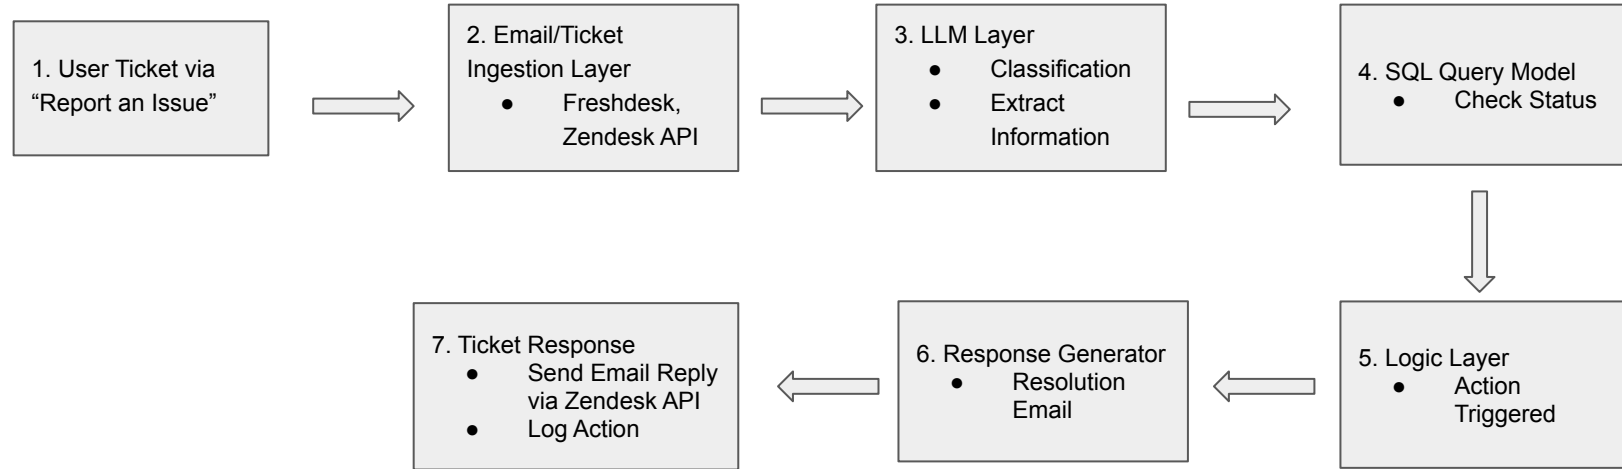 1. User Ticket via
“Report an Issue”
2. Email/Ticket
Ingestion Layer
● Freshdesk,
Zendesk API
3. LLM Layer
● Classification
● Extract
Information
4. SQL Query Model
● Check Status
5. Logic Layer
● Action
Triggered
6. Response Generator
● Resolution
Email
7. Ticket Response
● Send Email Reply
via Zendesk API
● Log Action